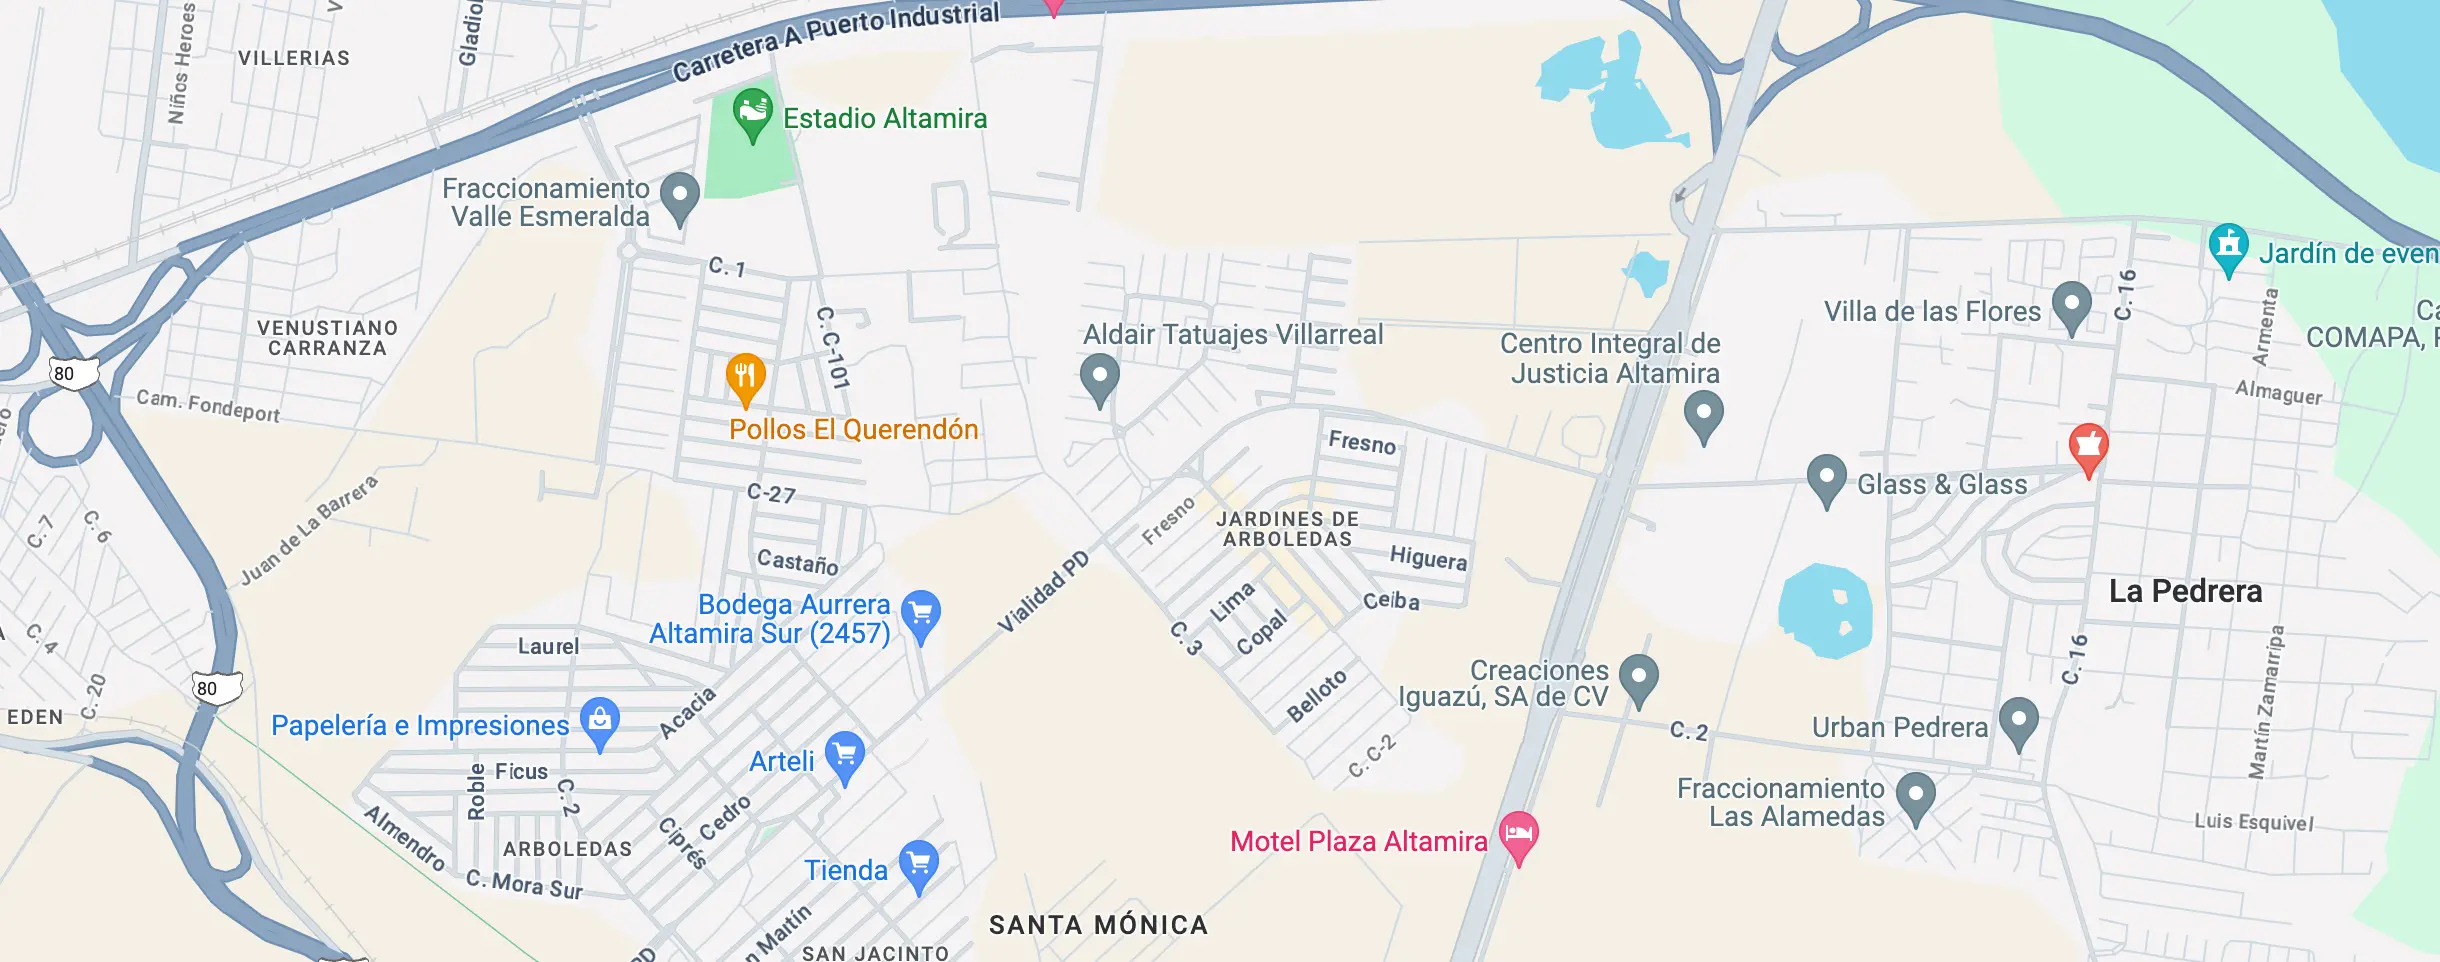 Carretera A Puerto Industrial
VILLERIAS
Niños Heroes
Estadio Altamira
Fraccionamiento
Valle Esmeralda
C. 1
C. C-101
VENUSTIANO
CARRANZA
80
Cam. Fondeport
Juan de La Barrera
C. 7
C. 6
C. 4
C. 20
EDEN
80
Pollos El Querendón
C-27
Castaño
Bodega Aurrera
Altamira Sur (2457)
Vialidad PD
Laurel
Acacia
Papelería e Impresiones
Roble
Ficus
C. 2
Arteli
Cedro
Ciprés
Almendro
ARBOLEDAS
C. Mora Sur
Tienda
SAN JACINTO
SANTA MÓNICA
Aldair Tatuajes Villarreal
Fresno
Fresno
JARDINES DE
ARBOLEDAS
Higuera
Ceiba
Lima
Copal
C. 3
Belloto
C. C-2
Centro Integral de
Justicia Altamira
Creaciones
Iguazú, SA de CV
C. 2
Motel Plaza Altamira
Villa de las Flores
C. 16
Jardín de even
Armenta
COMAPA,
Almaguer
Glass & Glass
La Pedrera
C. 16
Martín Zamarripa
Urban Pedrera
Fraccionamiento
Las Alamedas
Luis Esquivel